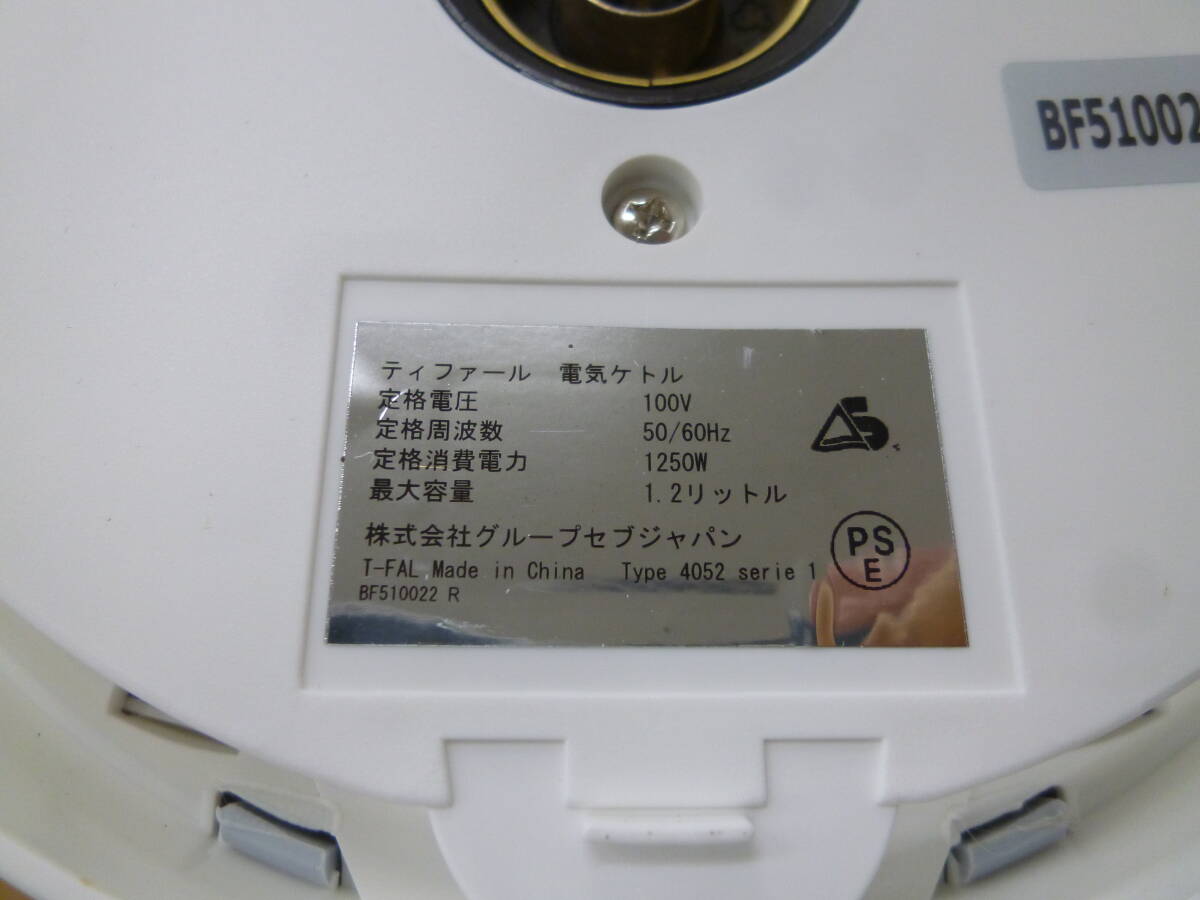 BF51002
ティファール 電気ケトル
定格電圧 100V
定格周波数 50/60Hz
定格消費電力 1250W
最大容量 1.2リットル
株式会社グループセブジャパン
T-FAL Made in China Type 4052 serie 1
BF510022 R
PS
E